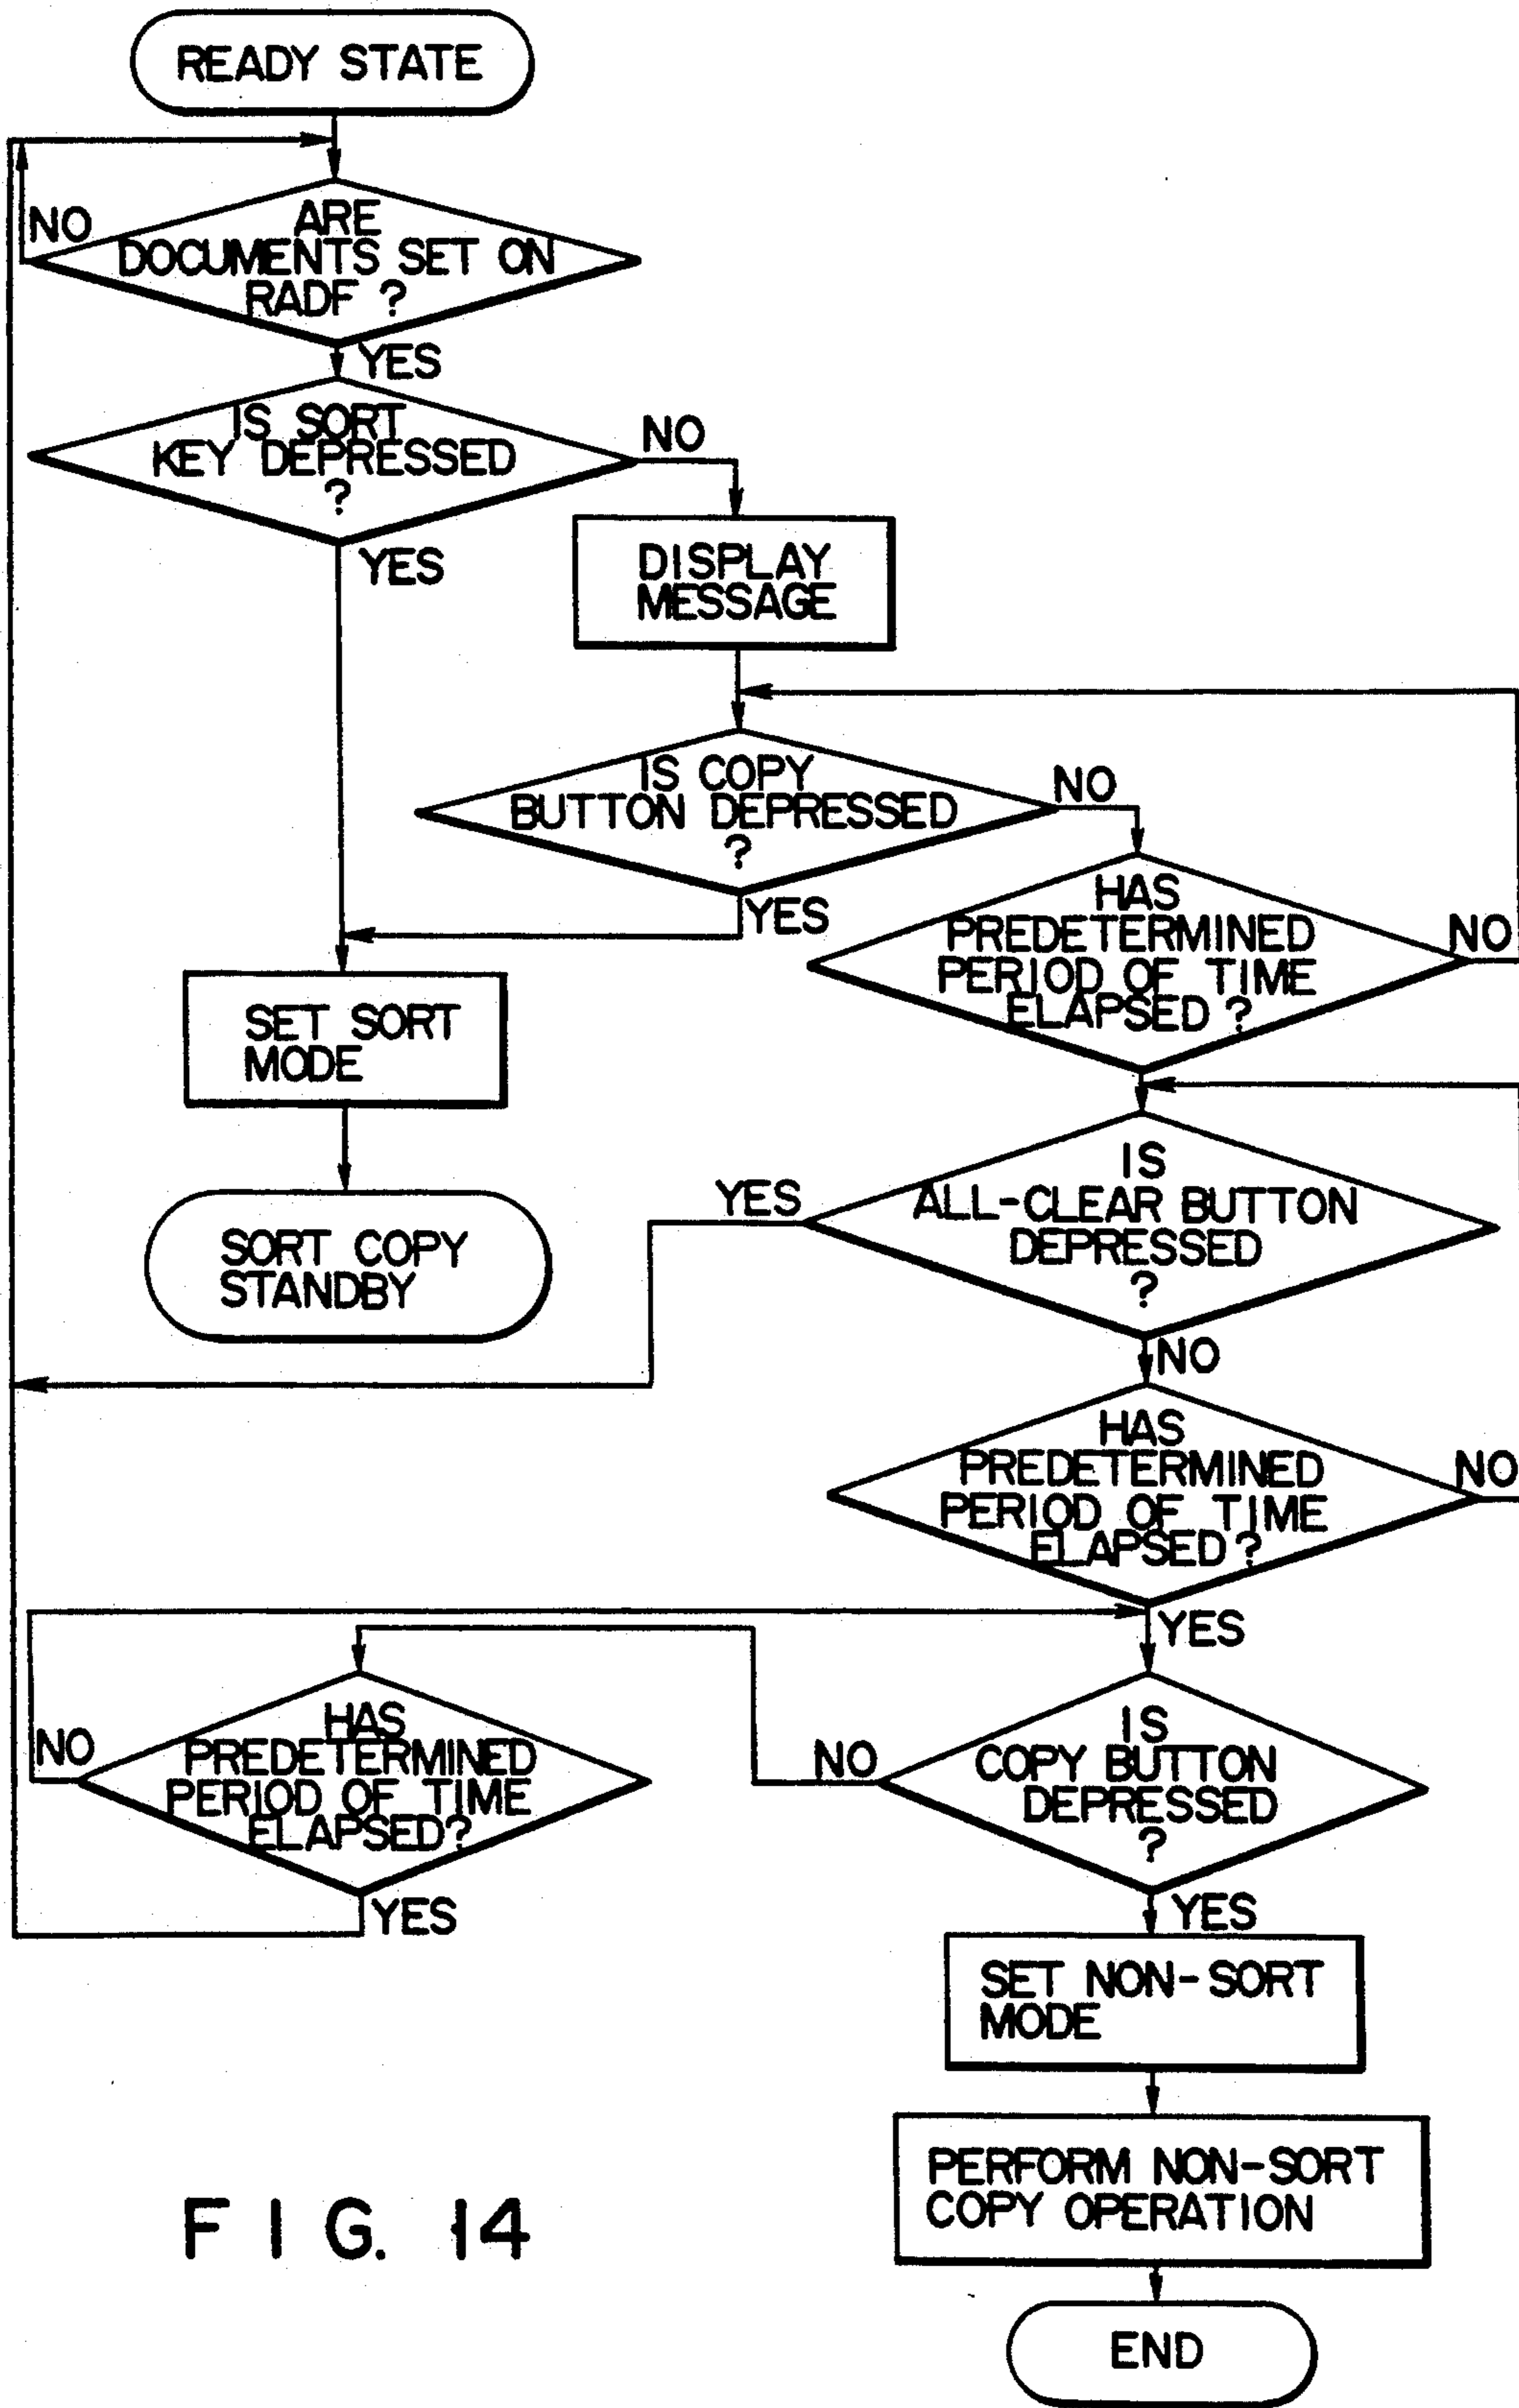 READY STATE
NO
ARE
DOCUMENTS SET ON
RADF ?
YES
IS SORT
KEY DEPRESSED
?
NO
YES
DISPLAY
MESSAGE
IS COPY
BUTTON DEPRESSED
?
NO
YES
HAS
PREDETERMINED
PERIOD OF TIME
ELAPSED ?
NO
SET SORT
MODE
SORT COPY
STANDBY
IS
ALL-CLEAR BUTTON
DEPRESSED
?
YES
NO
HAS
PREDETERMINED
PERIOD OF TIME
ELAPSED ?
NO
YES
IS
COPY BUTTON
DEPRESSED
?
NO
HAS
PREDETERMINED
PERIOD OF TIME
ELAPSED?
NO
YES
YES
SET NON-SORT
MODE
PERFORM NON-SORT
COPY OPERATION
END
FIG. 14